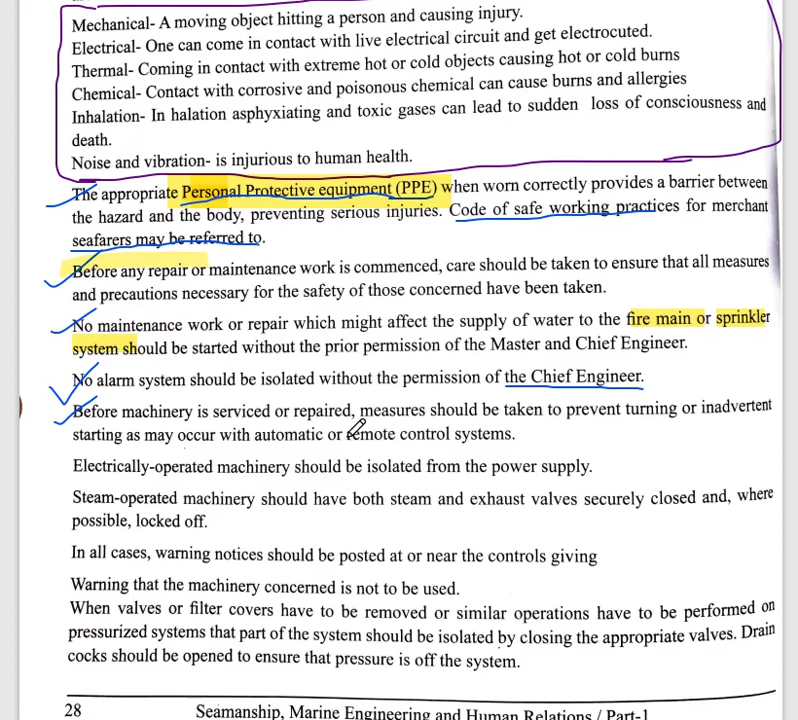 Mechanical- A moving object hitting a person and causing injury.
Electrical- One can come in contact with live electrical circuit and get electrocuted.
Thermal- Coming in contact with extreme hot or cold objects causing hot or cold burns
Chemical- Contact with corrosive and poisonous chemical can cause burns and allergies
Inhalation- In halation asphyxiating and toxic gases can lead to sudden loss of consciousness and
death.
Noise and vibration- is injurious to human health.
The appropriate Personal Protective equipment (PPE) when worn correctly provides a barrier between
the hazard and the body, preventing serious injuries. Code of safe working practices for merchant
seafarers may be referred to.
Before any repair or maintenance work is commenced, care should be taken to ensure that all measures
and precautions necessary for the safety of those concerned have been taken.
No maintenance work or repair which might affect the supply of water to the fire main or sprinkler
system should be started without the prior permission of the Master and Chief Engineer.
No alarm system should be isolated without the permission of the Chief Engineer.
Before machinery is serviced or repaired, measures should be taken to prevent turning or inadvertent
starting as may occur with automatic or remote control systems.
Electrically-operated machinery should be isolated from the power supply.
Steam-operated machinery should have both steam and exhaust valves securely closed and, where
possible, locked off.
In all cases, warning notices should be posted at or near the controls giving
Warning that the machinery concerned is not to be used.
When valves or filter covers have to be removed or similar operations have to be performed on
pressurized systems that part of the system should be isolated by closing the appropriate valves. Drain
cocks should be opened to ensure that pressure is off the system.
28 Seamanship, Marine Engineering and Human Relations / Part-1